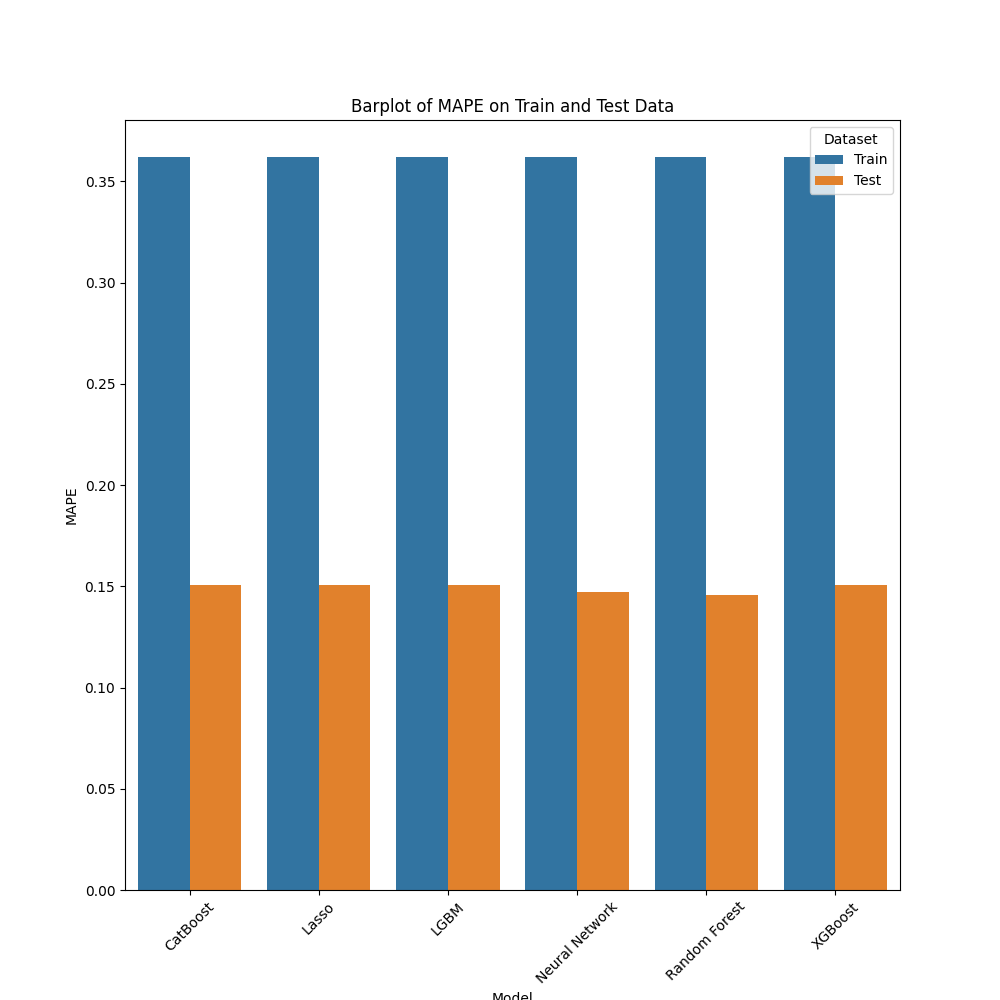 Barplot of MAPE on Train and Test Data
Dataset
Train
Test
MAPE
0.35
0.30
0.25
0.20
0.15
0.10
0.05
0.00
CatBoost
Lasso
LGBM
Neural Network
Random Forest
XGBoost
Model